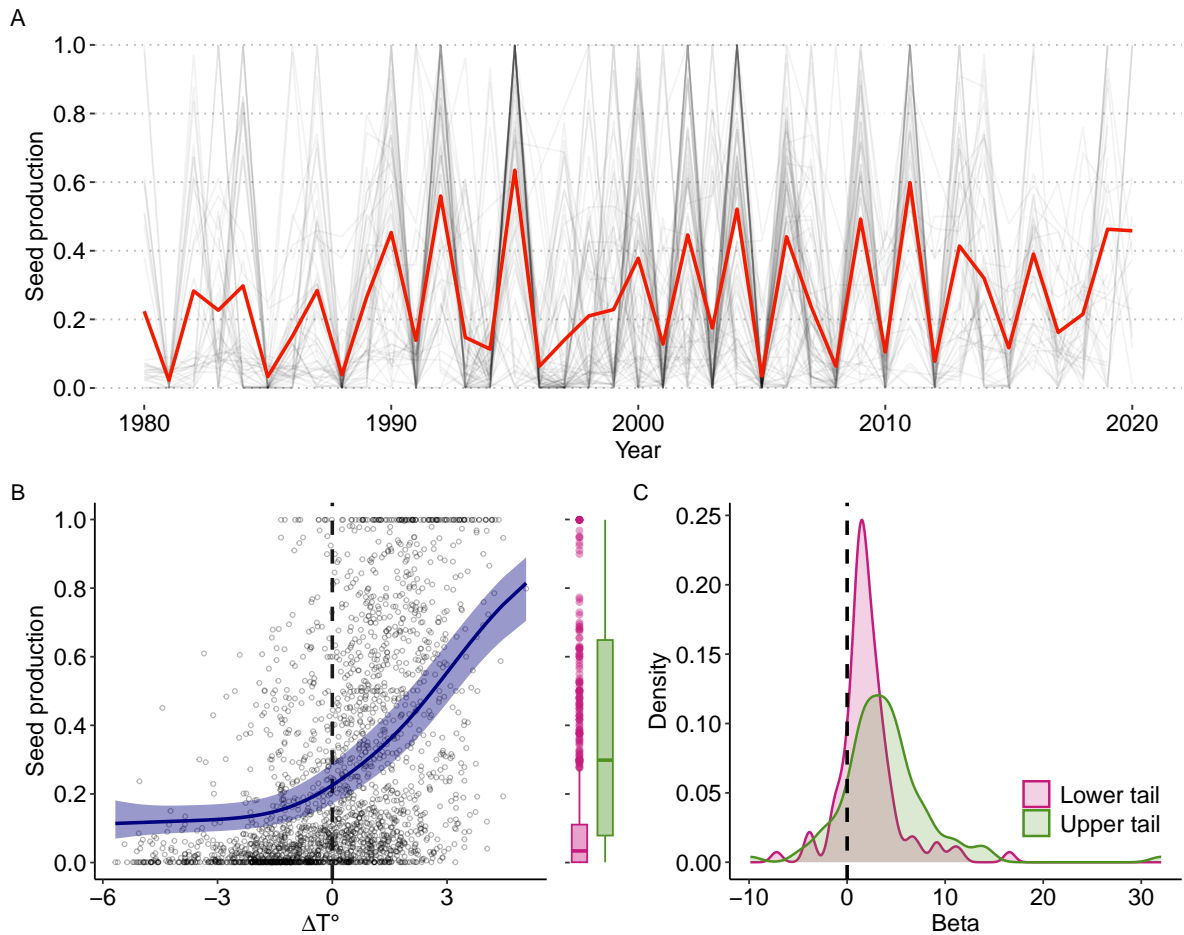 A
Seed production
1.0
0.8
0.6
0.4
0.2
0.0
1980 1990 2000 2010 2020
Year
B
Seed production
1.0
0.8
0.6
0.4
0.2
0.0
−6 −3 0 3
ΔT°
C
Density
0.25
0.20
0.15
0.10
0.05
0.00
Lower tail
Upper tail
−10 0 10 20 30
Beta